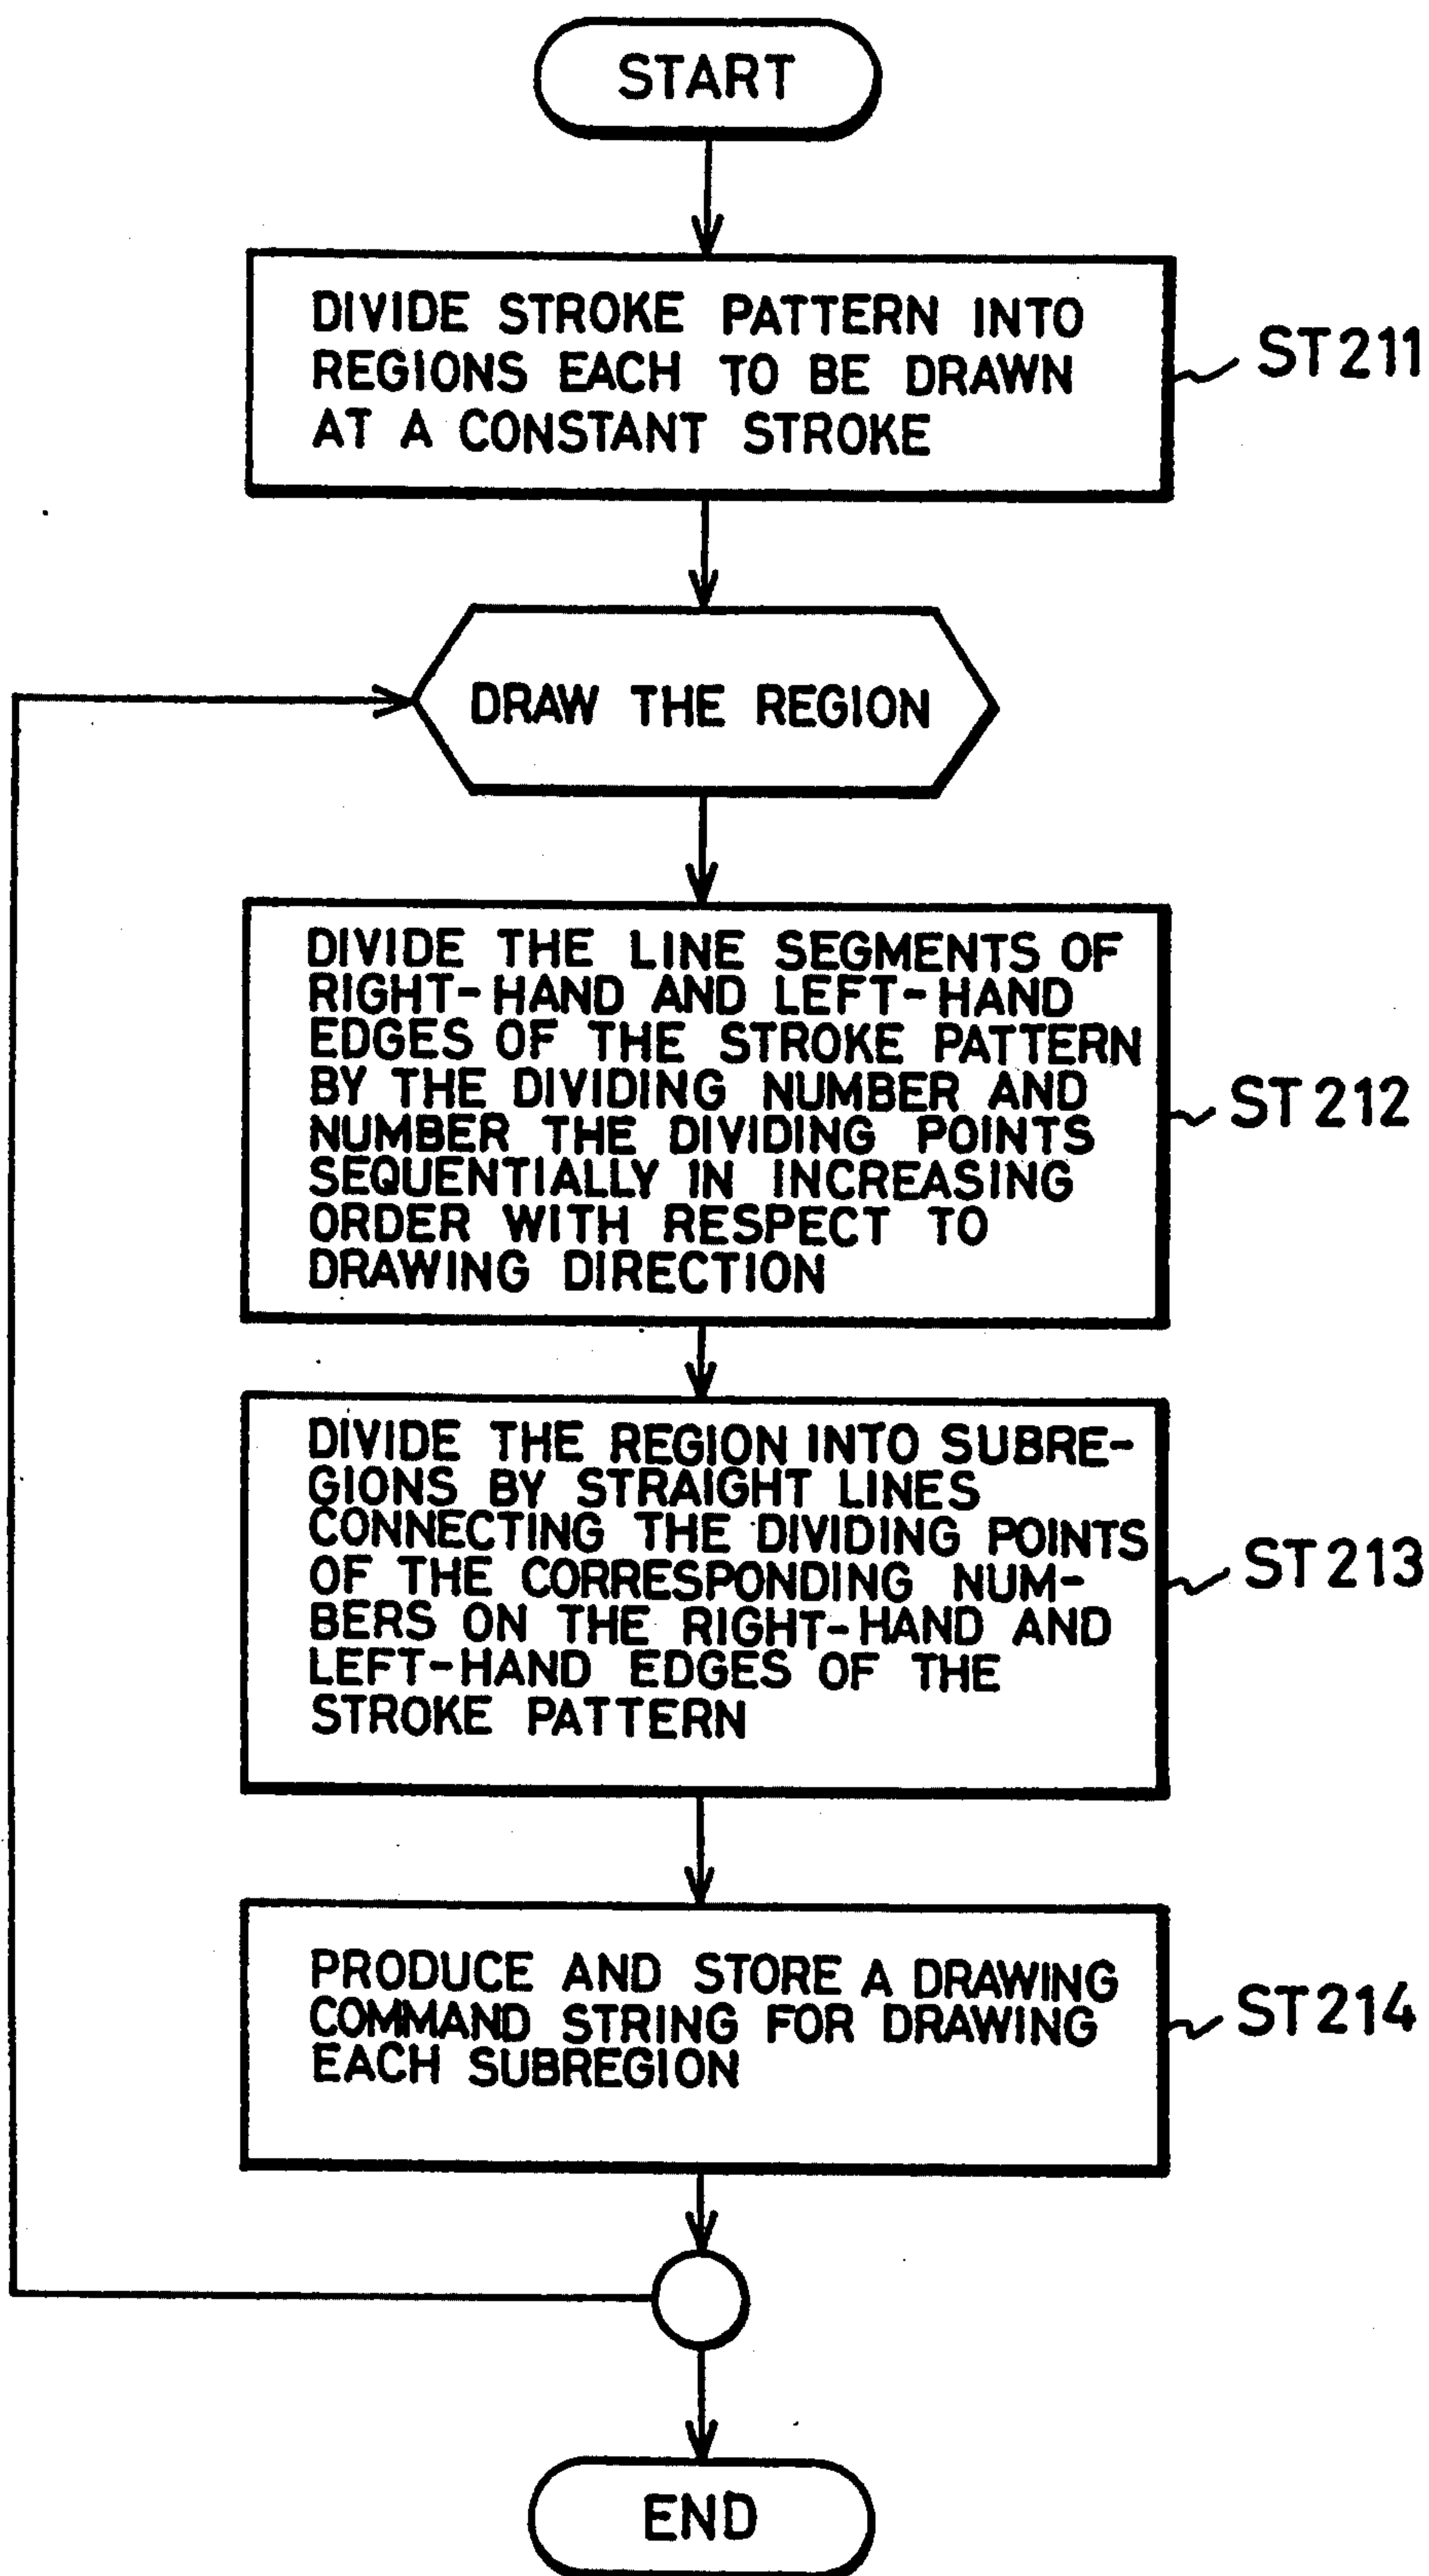 START
DIVIDE STROKE PATTERN INTO
REGIONS EACH TO BE DRAWN
AT A CONSTANT STROKE
ST211
DRAW THE REGION
DIVIDE THE LINE SEGMENTS OF
RIGHT-HAND AND LEFT-HAND
EDGES OF THE STROKE PATTERN
BY THE DIVIDING NUMBER AND
NUMBER THE DIVIDING POINTS
SEQUENTIALLY IN INCREASING
ORDER WITH RESPECT TO
DRAWING DIRECTION
ST212
DIVIDE THE REGION INTO SUBRE-
GIONS BY STRAIGHT LINES
CONNECTING THE DIVIDING POINTS
OF THE CORRESPONDING NUM-
BERS ON THE RIGHT-HAND AND
LEFT-HAND EDGES OF THE
STROKE PATTERN
ST213
PRODUCE AND STORE A DRAWING
COMMAND STRING FOR DRAWING
EACH SUBREGION
ST214
END